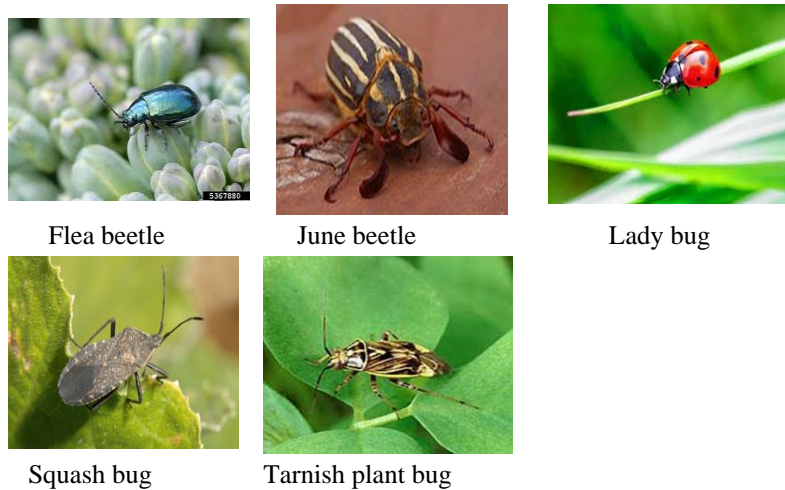 5367880
Flea beetle
June beetle
Lady bug
Squash bug
Tarnish plant bug